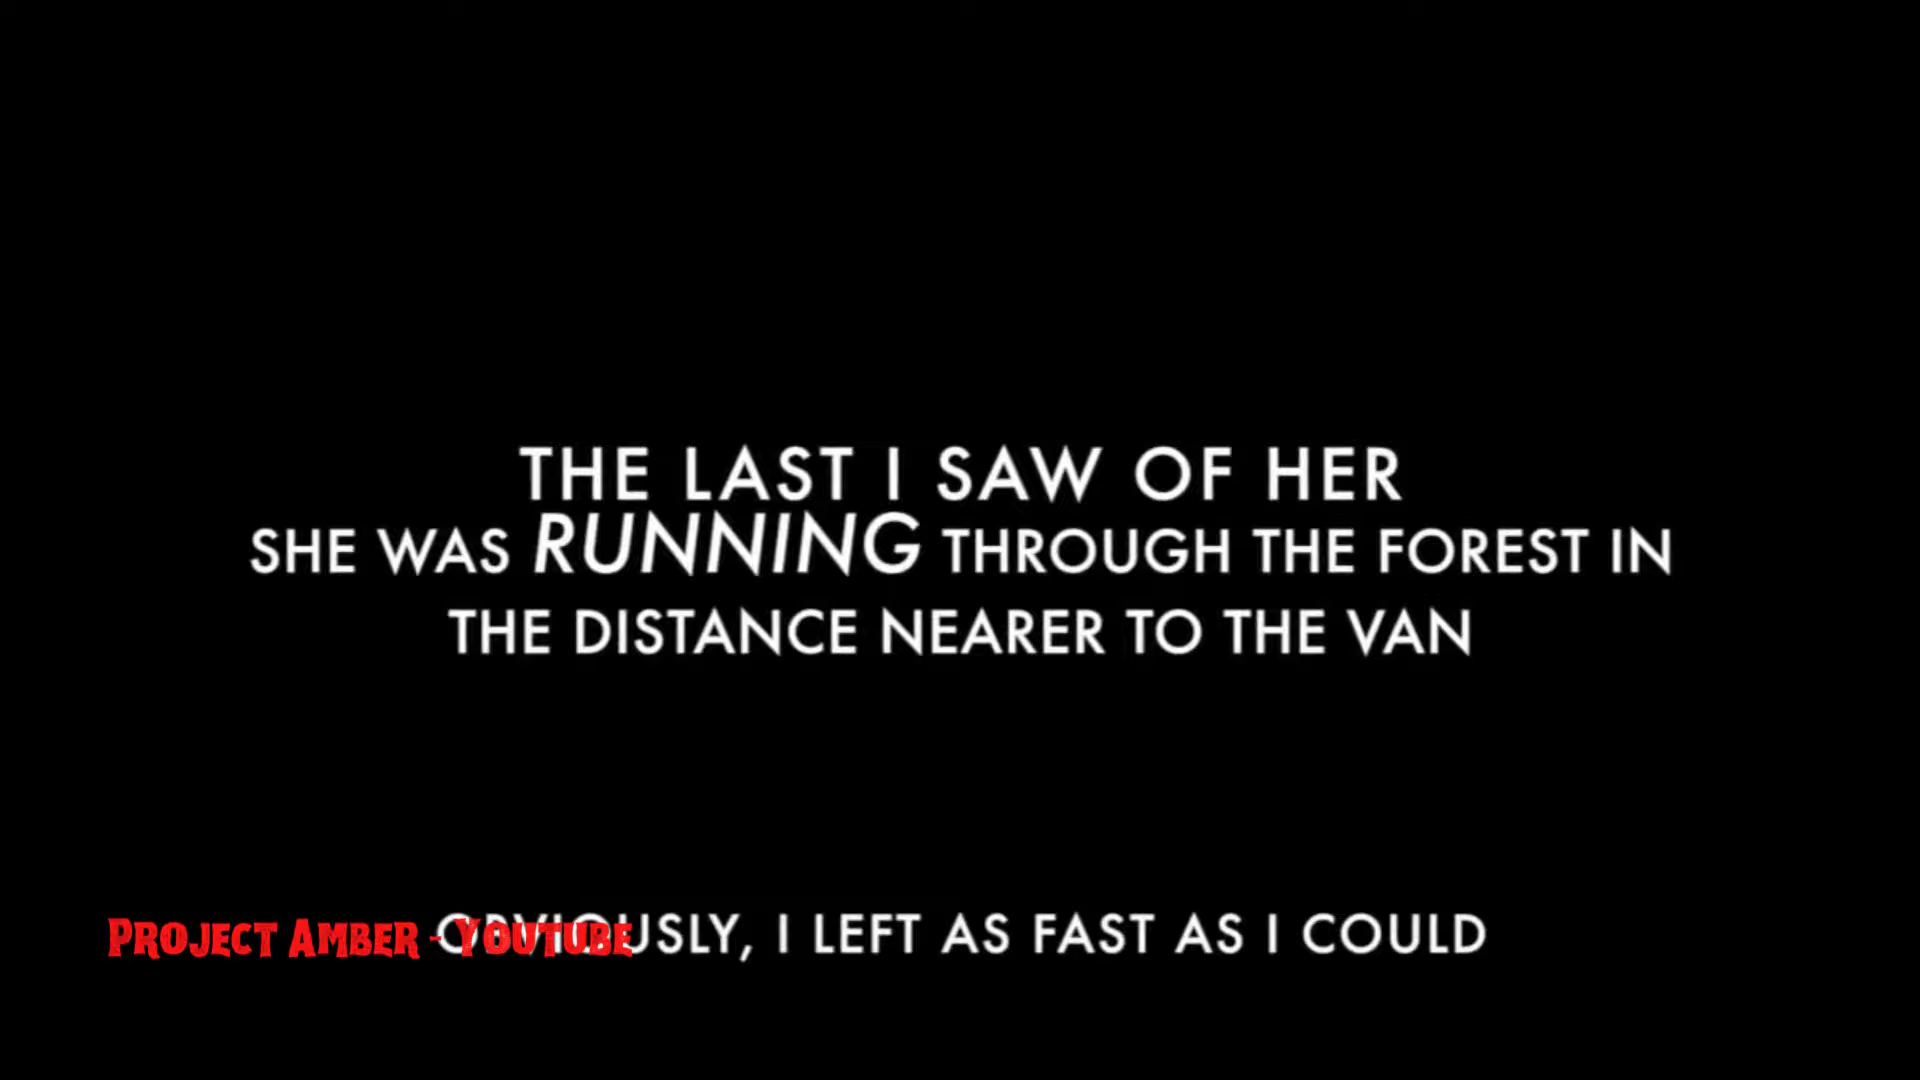 THE LAST I SAW OF HER
SHE WAS RUNNING THROUGH THE FOREST IN
THE DISTANCE NEARER TO THE VAN
OBVIOUSLY, I LEFT AS FAST AS I COULD
PROJECT AMBER - YOUTUBE